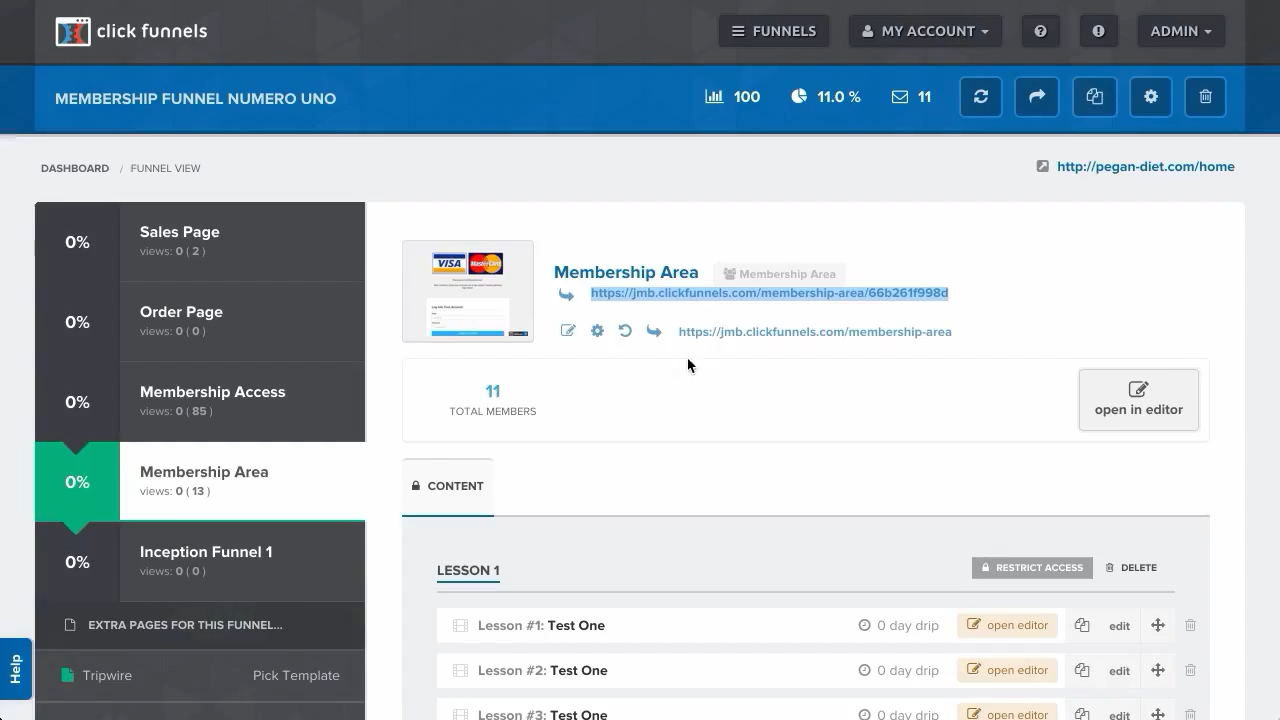 click funnels
FUNNELS
MY ACCOUNT
ADMIN
MEMBERSHIP FUNNEL NUMERO UNO
100
11.0 %
11
DASHBOARD / FUNNEL VIEW
http://pegan-diet.com/home
0%
Sales Page
views: 0 ( 2 )
0%
Order Page
views: 0 ( 0 )
0%
Membership Access
views: 0 ( 85 )
0%
Membership Area
views: 0 ( 13 )
0%
Inception Funnel 1
views: 0 ( 0 )
EXTRA PAGES FOR THIS FUNNEL...
Tripwire Pick Template
Help
VISA MasterCard
Membership Area Membership Area
https://jmb.clickfunnels.com/membership-area/66b261f998d
https://jmb.clickfunnels.com/membership-area
11
TOTAL MEMBERS
open in editor
CONTENT
LESSON 1
RESTRICT ACCESS DELETE
Lesson #1: Test One 0 day drip open editor edit
Lesson #2: Test One 0 day drip open editor edit
Lesson #3: Test One 0 day drip open editor edit